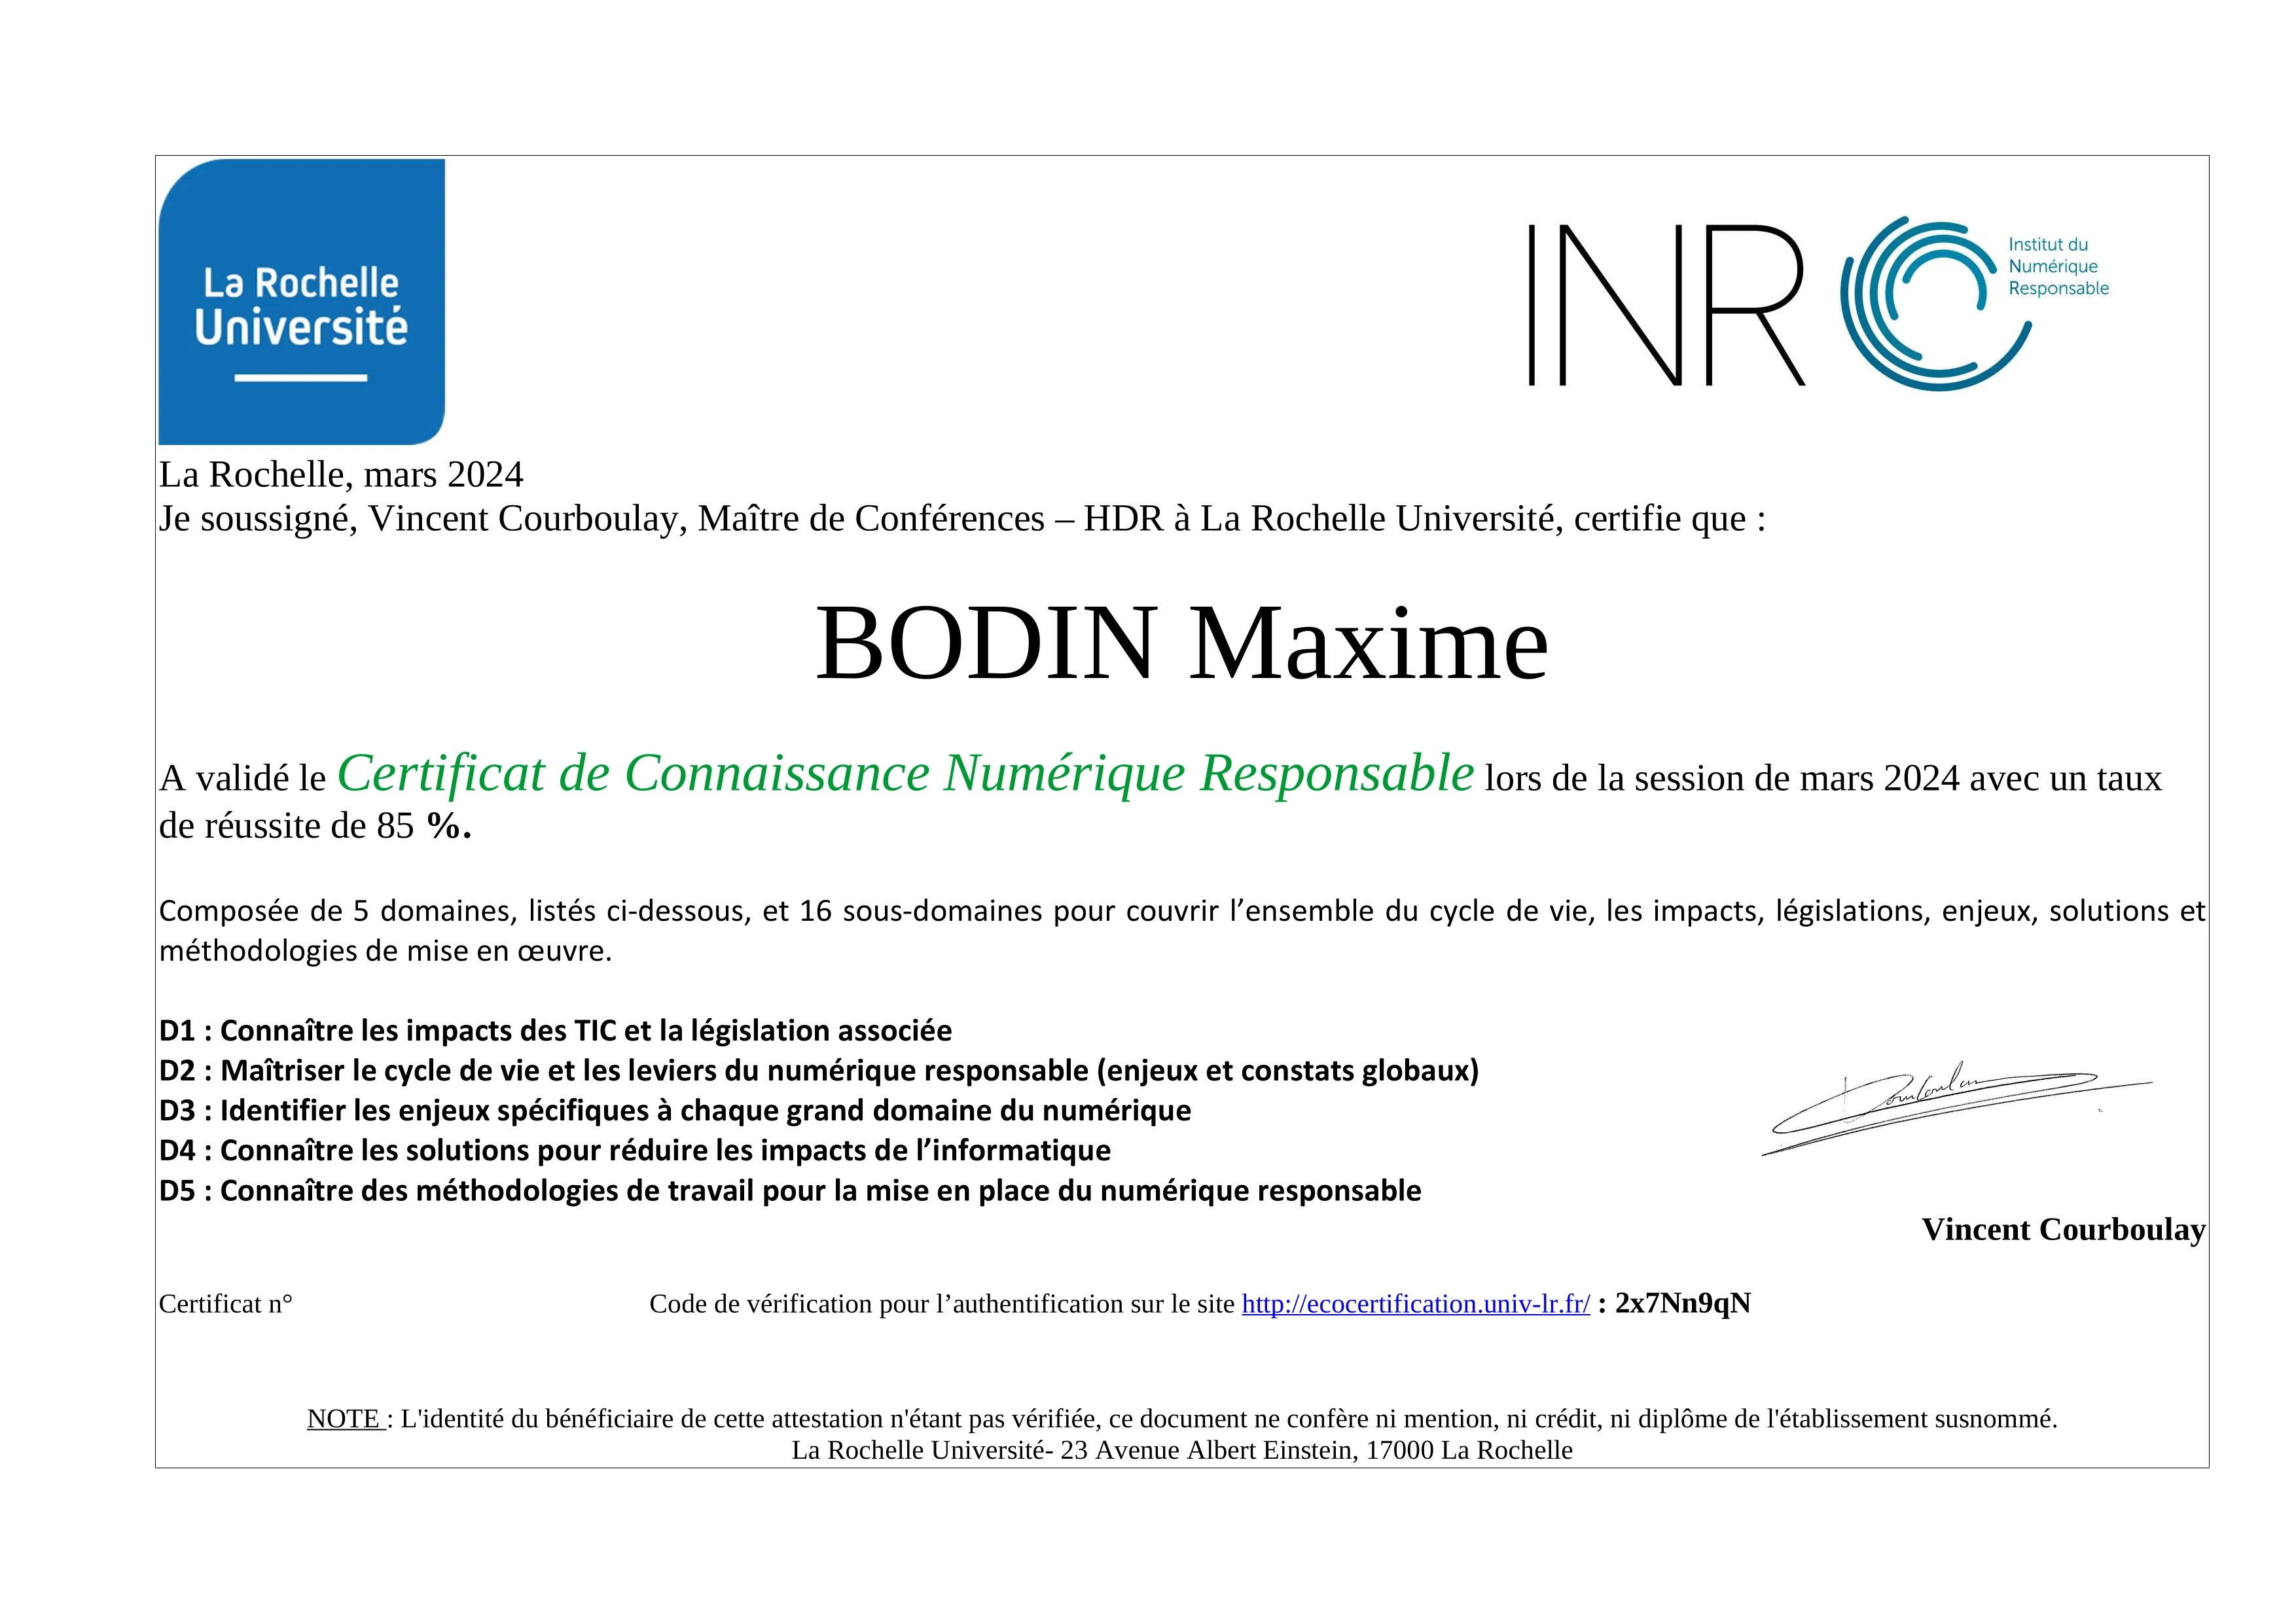 La Rochelle
Université
INR
Institut du
Numérique
Responsable
La Rochelle, mars 2024
Je soussigné, Vincent Courboulay, Maître de Conférences – HDR à La Rochelle Université, certifie que :
BODIN Maxime
A validé le Certificat de Connaissance Numérique Responsable lors de la session de mars 2024 avec un taux
de réussite de 85 %.
Composée de 5 domaines, listés ci-dessous, et 16 sous-domaines pour couvrir l’ensemble du cycle de vie, les impacts, législations, enjeux, solutions et
méthodologies de mise en œuvre.
D1 : Connaître les impacts des TIC et la législation associée
D2 : Maîtriser le cycle de vie et les leviers du numérique responsable (enjeux et constats globaux)
D3 : Identifier les enjeux spécifiques à chaque grand domaine du numérique
D4 : Connaître les solutions pour réduire les impacts de l’informatique
D5 : Connaître des méthodologies de travail pour la mise en place du numérique responsable
Vincent Courboulay
Certificat n° Code de vérification pour l’authentification sur le site http://ecocertification.univ-lr.fr/ : 2x7Nn9qN
NOTE : L'identité du bénéficiaire de cette attestation n'étant pas vérifiée, ce document ne confère ni mention, ni crédit, ni diplôme de l'établissement susnommé.
La Rochelle Université- 23 Avenue Albert Einstein, 17000 La Rochelle